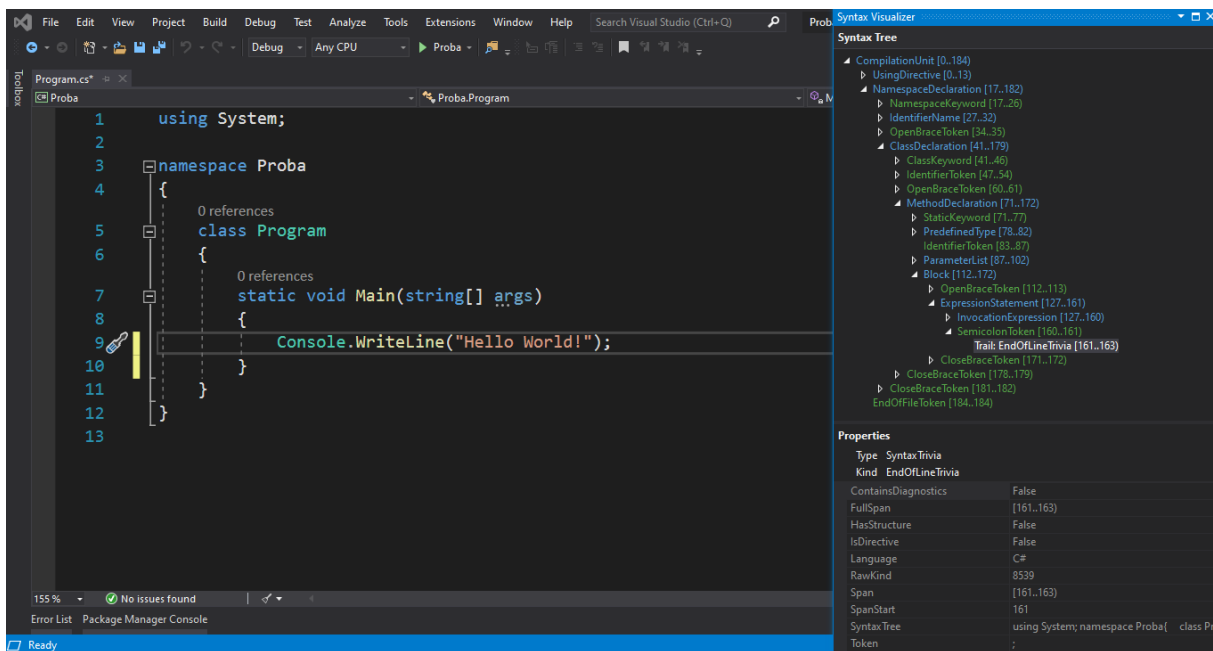 File Edit View Project Build Debug Test Analyze Tools Extensions Window Help Search Visual Studio (Ctrl+Q) Prob
Debug Any CPU Proba
Toolbox
Program.cs*
C# Proba Proba.Program M
1 using System;
2
3 namespace Proba
4 {
0 references
5 class Program
6 {
0 references
7 static void Main(string[] args)
8 {
9 Console.WriteLine("Hello World!");
10 }
11 }
12 }
13
155 % No issues found
Error List Package Manager Console
Ready
Syntax Visualizer
Syntax Tree
CompilationUnit [0..184)
UsingDirective [0..13)
NamespaceDeclaration [17..182)
NamespaceKeyword [17..26)
IdentifierName [27..32)
OpenBraceToken [34..35)
ClassDeclaration [41..179)
ClassKeyword [41..46)
IdentifierToken [47..54)
OpenBraceToken [60..61)
MethodDeclaration [71..172)
StaticKeyword [71..77)
PredefinedType [78..82)
IdentifierToken [83..87)
ParameterList [87..102)
Block [112..172)
OpenBraceToken [112..113)
ExpressionStatement [127..161)
InvocationExpression [127..160)
SemicolonToken [160..161)
Trail: EndOfLineTrivia [161..163)
CloseBraceToken [171..172)
CloseBraceToken [178..179)
CloseBraceToken [181..182)
EndOfFileToken [184..184)
Properties
Type SyntaxTrivia
Kind EndOfLineTrivia
ContainsDiagnostics False
FullSpan [161..163)
HasStructure False
IsDirective False
Language C#
RawKind 8539
Span [161..163)
SpanStart 161
SyntaxTree using System; namespace Proba{ class Pr
Token ;